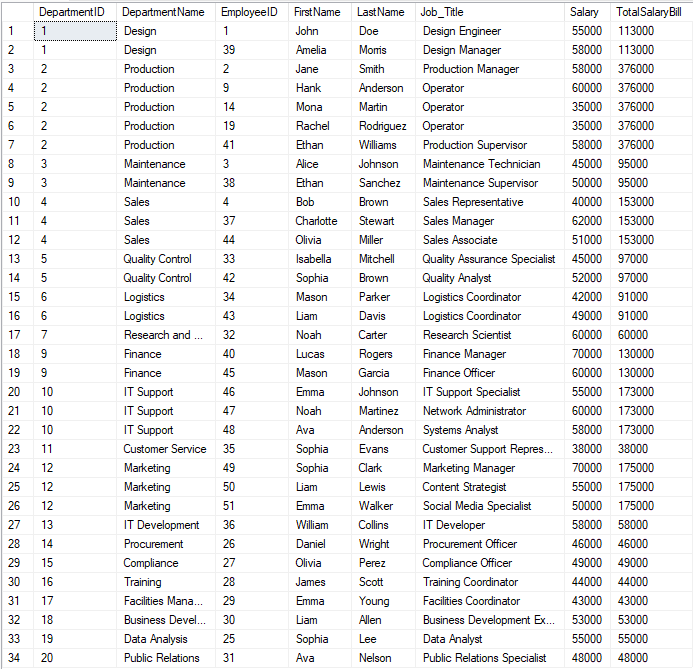 DepartmentID DepartmentName EmployeeID FirstName LastName Job_Title Salary TotalSalaryBill
1 1 Design 1 John Doe Design Engineer 55000 113000
2 1 Design 39 Amelia Morris Design Manager 58000 113000
3 2 Production 2 Jane Smith Production Manager 58000 376000
4 2 Production 9 Hank Anderson Operator 60000 376000
5 2 Production 14 Mona Martin Operator 35000 376000
6 2 Production 19 Rachel Rodriguez Operator 35000 376000
7 2 Production 41 Ethan Williams Production Supervisor 58000 376000
8 3 Maintenance 3 Alice Johnson Maintenance Technician 45000 95000
9 3 Maintenance 38 Ethan Sanchez Maintenance Supervisor 50000 95000
10 4 Sales 4 Bob Brown Sales Representative 40000 153000
11 4 Sales 37 Charlotte Stewart Sales Manager 62000 153000
12 4 Sales 44 Olivia Miller Sales Associate 51000 153000
13 5 Quality Control 33 Isabella Mitchell Quality Assurance Specialist 45000 97000
14 5 Quality Control 42 Sophia Brown Quality Analyst 52000 97000
15 6 Logistics 34 Mason Parker Logistics Coordinator 42000 91000
16 6 Logistics 43 Liam Davis Logistics Coordinator 49000 91000
17 7 Research and ... 32 Noah Carter Research Scientist 60000 60000
18 9 Finance 40 Lucas Rogers Finance Manager 70000 130000
19 9 Finance 45 Mason Garcia Finance Officer 60000 130000
20 10 IT Support 46 Emma Johnson IT Support Specialist 55000 173000
21 10 IT Support 47 Noah Martinez Network Administrator 60000 173000
22 10 IT Support 48 Ava Anderson Systems Analyst 58000 173000
23 11 Customer Service 35 Sophia Evans Customer Support Repres... 38000 38000
24 12 Marketing 49 Sophia Clark Marketing Manager 70000 175000
25 12 Marketing 50 Liam Lewis Content Strategist 55000 175000
26 12 Marketing 51 Emma Walker Social Media Specialist 50000 175000
27 13 IT Development 36 William Collins IT Developer 58000 58000
28 14 Procurement 26 Daniel Wright Procurement Officer 46000 46000
29 15 Compliance 27 Olivia Perez Compliance Officer 49000 49000
30 16 Training 28 James Scott Training Coordinator 44000 44000
31 17 Facilities Mana... 29 Emma Young Facilities Coordinator 43000 43000
32 18 Business Devel... 30 Liam Allen Business Development Ex... 53000 53000
33 19 Data Analysis 25 Sophia Lee Data Analyst 55000 55000
34 20 Public Relations 31 Ava Nelson Public Relations Specialist 48000 48000